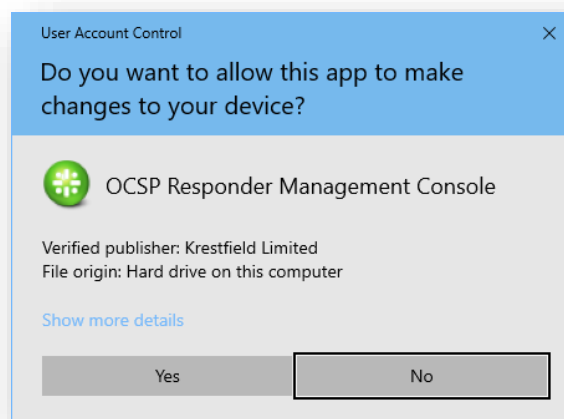 User Account Control
Do you want to allow this app to make
changes to your device?
OCSP Responder Management Console
Verified publisher: Krestfield Limited
File origin: Hard drive on this computer
Show more details
Yes
No